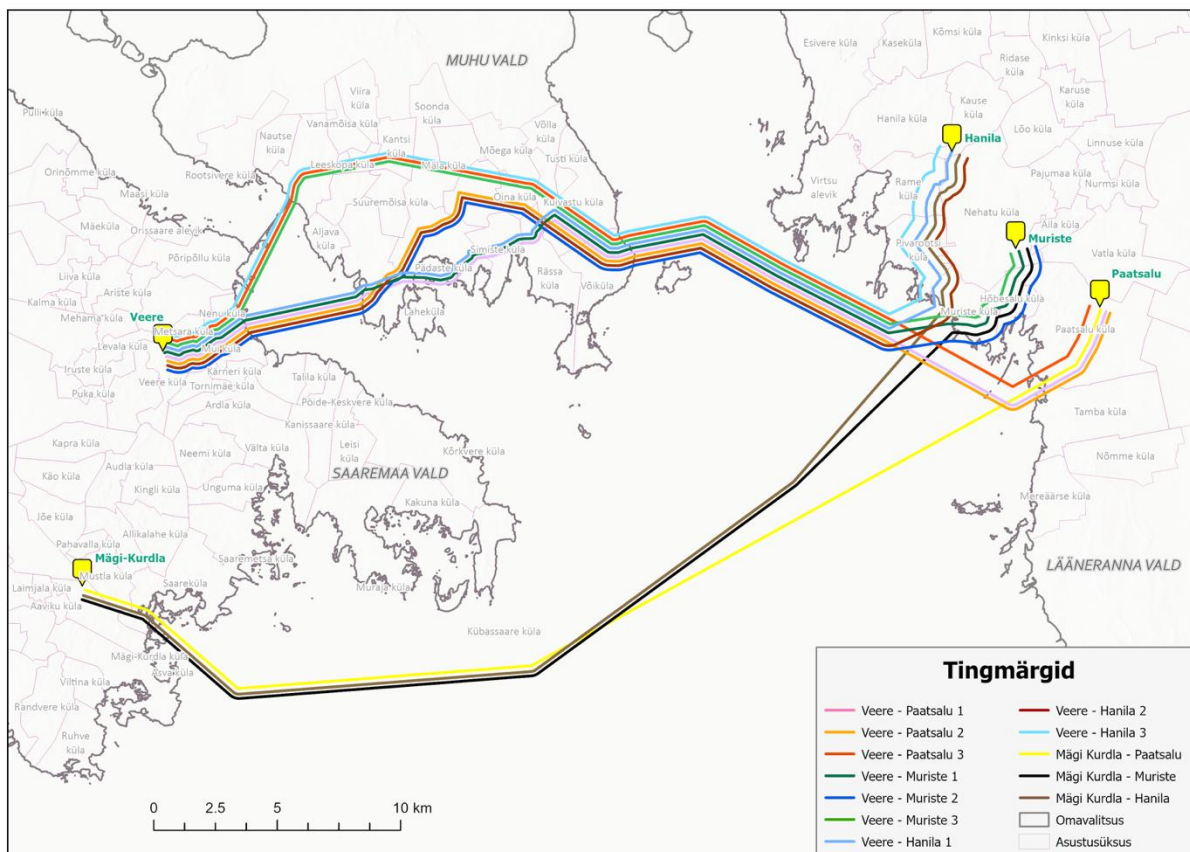 MUHU VALD
Viira
küla
Soonda
küla
Vanamõisa küla
Kantsi
küla
Nautse
küla
Leeskopa küla
Mäla küla
Mõega küla
Võlla
küla
Tusti küla
Pulli küla
Orinõmme küla
Rootsivere küla
Maasi küla
Suuremõisa küla
Oina küla
Kuivastu küla
Mäeküla
Orissaare alevik
Põripõllu küla
Aljava
küla
Simiste küla
Pädaste küla
Rässa
küla
Võiküla
Laheküla
Liiva küla
Ariste küla
Kalma küla
Mehama küla
Veere
Nenu küla
Metsara küla
Levala küla
Mui küla
Iruste küla
Veere küla
Kärneri küla
Tornimäe küla
Talila küla
Puka küla
Ardla küla
Pöide-Keskvere küla
Kanissaare küla
Kapra küla
Välta küla
Leisi
küla
Kõrkvere küla
Neemi küla
Audla küla
Käo küla
Kingli küla
Unguma küla
SAAREMAA VALD
Kakuna küla
Jõe küla
Allikalahe küla
Pahavalla küla
Mägi-Kurdla
Saaremetsa küla
Mustla küla
Laimjala küla
Saareküla
Muraja küla
Aaviku küla
Kübassaare küla
Mägi-Kurdla küla
Asva küla
Viltina küla
Randvere küla
Ruhve
küla
Esivere küla
Kaseküla
Kõmsi
küla
Kinksi küla
Ridase
küla
Karuse
küla
Kause
küla
Hanila küla
Hanila
Lõo küla
Linnuse küla
Virtsu
alevik
Rame
küla
Pajumaa küla
Nurmsi küla
Nehatu küla
Älla küla
Pivarootsi
küla
Muriste
Vatla küla
Paatsalu
Hõbesalu küla
Muriste küla
Paatsalu küla
Tamba küla
Nõmme küla
Mereäärse küla
LÄÄNERANNA VALD
0 2.5 5 10 km
Tingmärgid
Veere - Paatsalu 1
Veere - Paatsalu 2
Veere - Paatsalu 3
Veere - Muriste 1
Veere - Muriste 2
Veere - Muriste 3
Veere - Hanila 1
Veere - Hanila 2
Veere - Hanila 3
Mägi Kurdla - Paatsalu
Mägi Kurdla - Muriste
Mägi Kurdla - Hanila
Omavalitsus
Asustusüksus